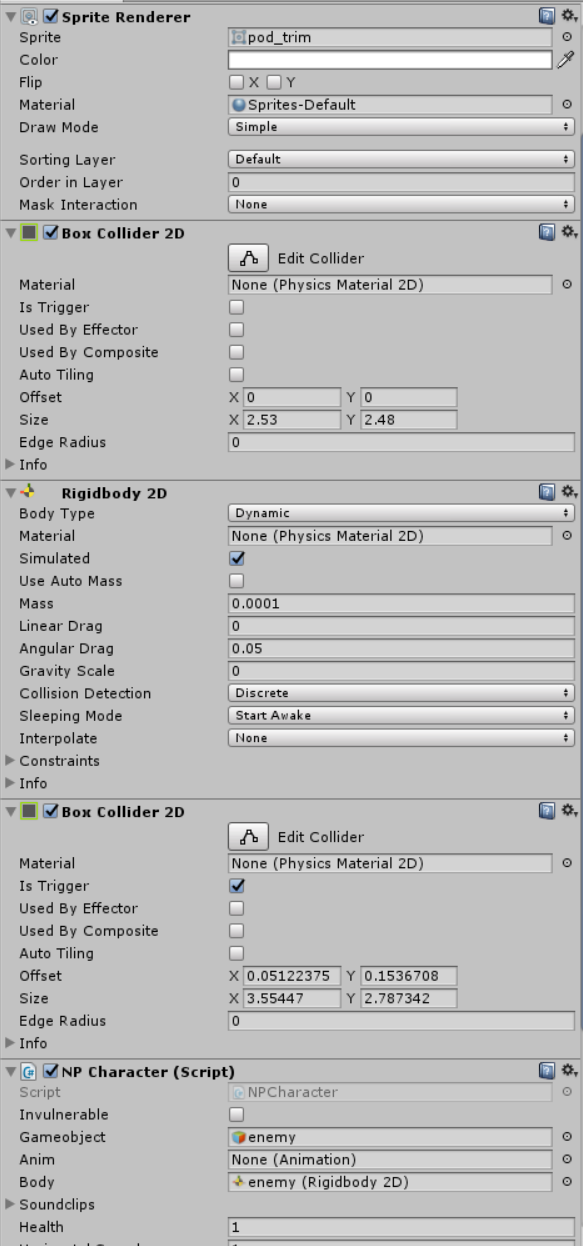 Sprite Renderer
Sprite pod_trim
Color
Flip X Y
Material Sprites-Default
Draw Mode Simple
Sorting Layer Default
Order in Layer 0
Mask Interaction None
Box Collider 2D
Edit Collider
Material None (Physics Material 2D)
Is Trigger
Used By Effector
Used By Composite
Auto Tiling
Offset X 0 Y 0
Size X 2.53 Y 2.48
Edge Radius 0
Info
Rigidbody 2D
Body Type Dynamic
Material None (Physics Material 2D)
Simulated
Use Auto Mass
Mass 0.0001
Linear Drag 0
Angular Drag 0.05
Gravity Scale 0
Collision Detection Discrete
Sleeping Mode Start Awake
Interpolate None
Constraints
Info
Box Collider 2D
Edit Collider
Material None (Physics Material 2D)
Is Trigger
Used By Effector
Used By Composite
Auto Tiling
Offset X 0.05122375 Y 0.1536708
Size X 3.55447 Y 2.787342
Edge Radius 0
Info
NP Character (Script)
Script NPCharacter
Invulnerable
Gameobject enemy
Anim None (Animation)
Body enemy (Rigidbody 2D)
Soundclips
Health 1